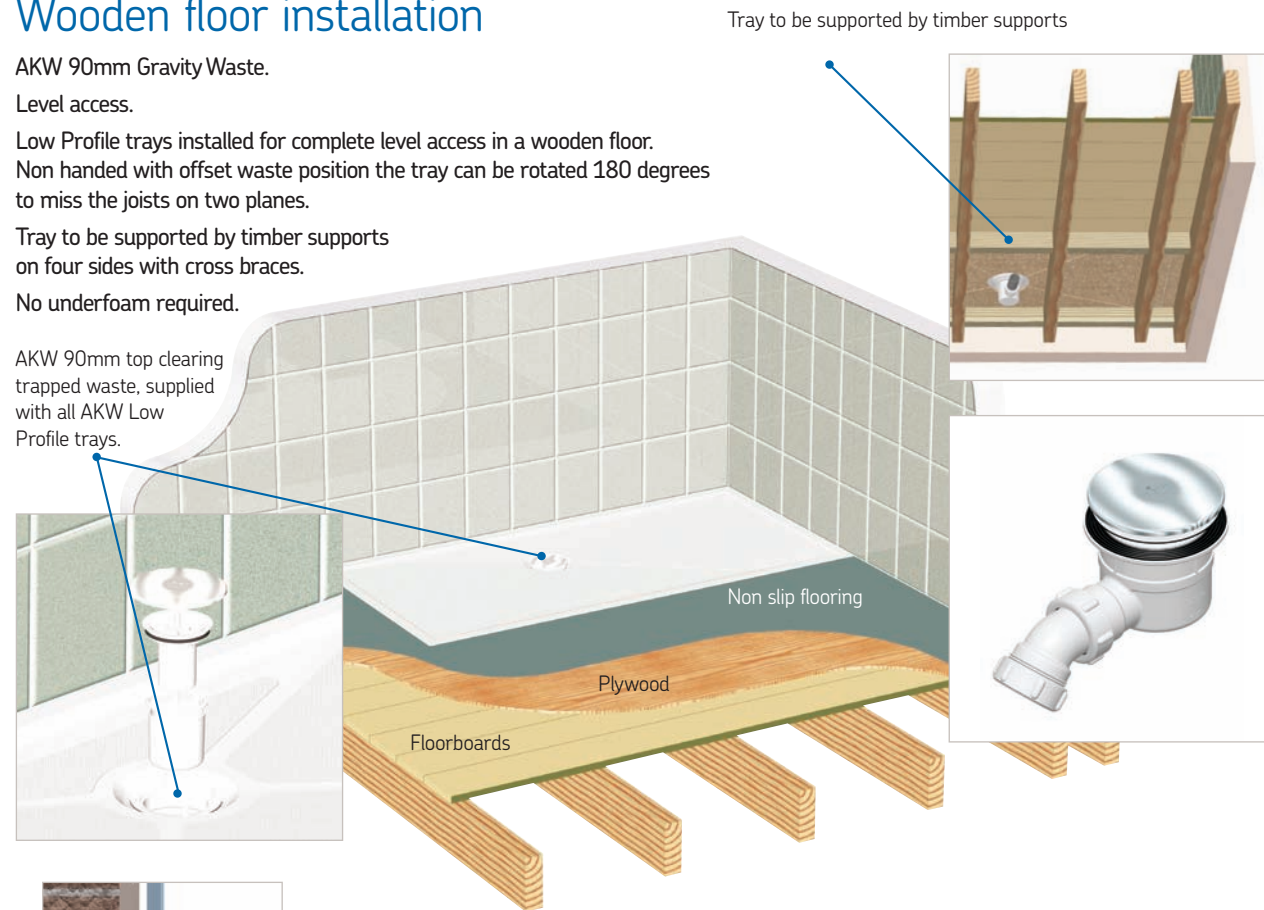 Wooden floor installation
AKW 90mm Gravity Waste.
Level access.
Low Profile trays installed for complete level access in a wooden floor.
Non handed with offset waste position the tray can be rotated 180 degrees
to miss the joists on two planes.
Tray to be supported by timber supports
on four sides with cross braces.
No underfoam required.
AKW 90mm top clearing
trapped waste, supplied
with all AKW Low
Profile trays.
Tray to be supported by timber supports
Non slip flooring
Plywood
Floorboards